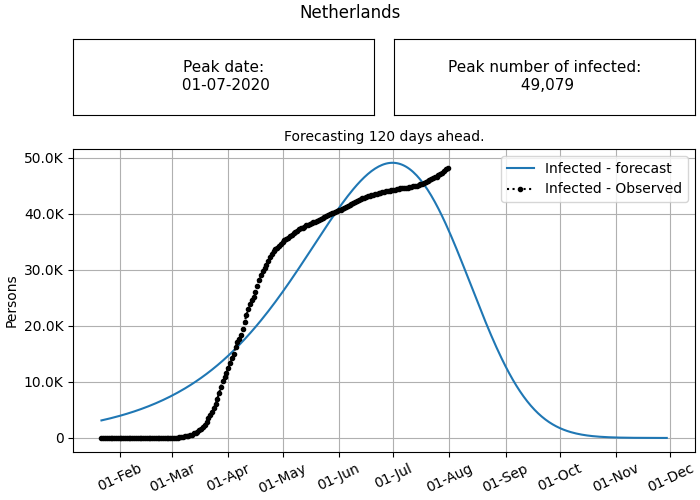 Netherlands
Peak date:
01-07-2020
Peak number of infected:
49,079
Forecasting 120 days ahead.
50.0K
40.0K
30.0K
20.0K
10.0K
0
Persons
Infected - forecast
Infected - Observed
01-Feb
01-Mar
01-Apr
01-May
01-Jun
01-Jul
01-Aug
01-Sep
01-Oct
01-Nov
01-Dec